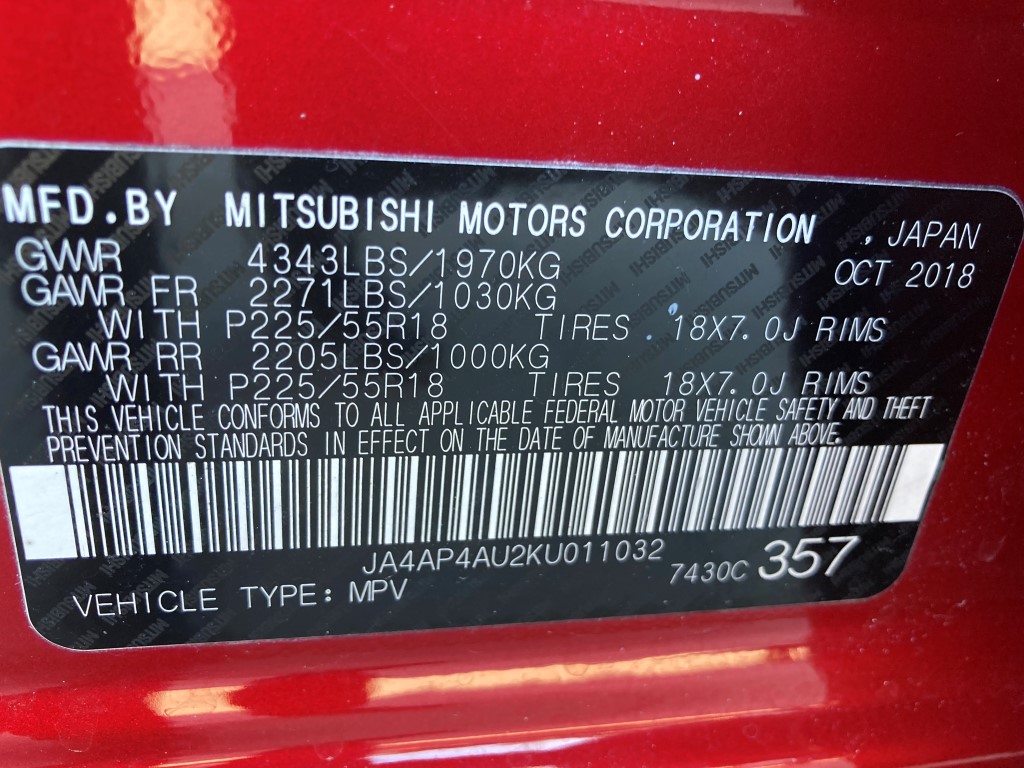 MFD.BY MITSUBISHI MOTORS CORPORATION , JAPAN
GVWR 4343LBS/1970KG OCT 2018
GAWR FR 2271LBS/1030KG
WITH P225/55R18 TIRES , 18X7.0J RIMS
GAWR RR 2205LBS/1000KG
WITH P225/55R18 TIRES 18X7.0J RIMS
THIS VEHICLE CONFORMS TO ALL APPLICABLE FEDERAL MOTOR VEHICLE SAFETY AND THEFT
PREVENTION STANDARDS IN EFFECT ON THE DATE OF MANUFACTURE SHOWN ABOVE.
JA4AP4AU2KU011032
7430C 357
VEHICLE TYPE: MPV